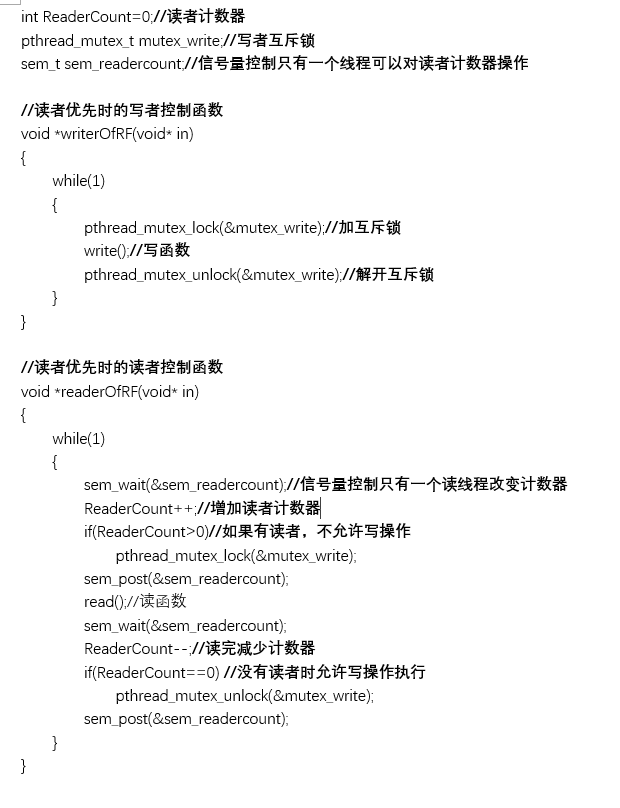 int ReaderCount=0;//读者计数器
pthread_mutex_t mutex_write;//写者互斥锁
sem_t sem_readercount;//信号量控制只有一个线程可以对读者计数器操作
//读者优先时的写者控制函数
void *writerOfRF(void* in)
{
while(1)
{
pthread_mutex_lock(&mutex_write);//加互斥锁
write();//写函数
pthread_mutex_unlock(&mutex_write);//解开互斥锁
}
}
//读者优先时的读者控制函数
void *readerOfRF(void* in)
{
while(1)
{
sem_wait(&sem_readercount);//信号量控制只有一个读线程改变计数器
ReaderCount++;//增加读者计数器
if(ReaderCount>0)//如果有读者，不允许写操作
pthread_mutex_lock(&mutex_write);
sem_post(&sem_readercount);
read();//读函数
sem_wait(&sem_readercount);
ReaderCount--;//读完减少计数器
if(ReaderCount==0) //没有读者时允许写操作执行
pthread_mutex_unlock(&mutex_write);
sem_post(&sem_readercount);
}
}